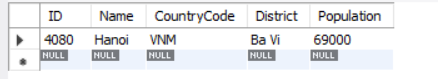 ID Name CountryCode District Population
4080 Hanoi VNM Ba Vi 69000
NULL NULL NULL NULL NULL